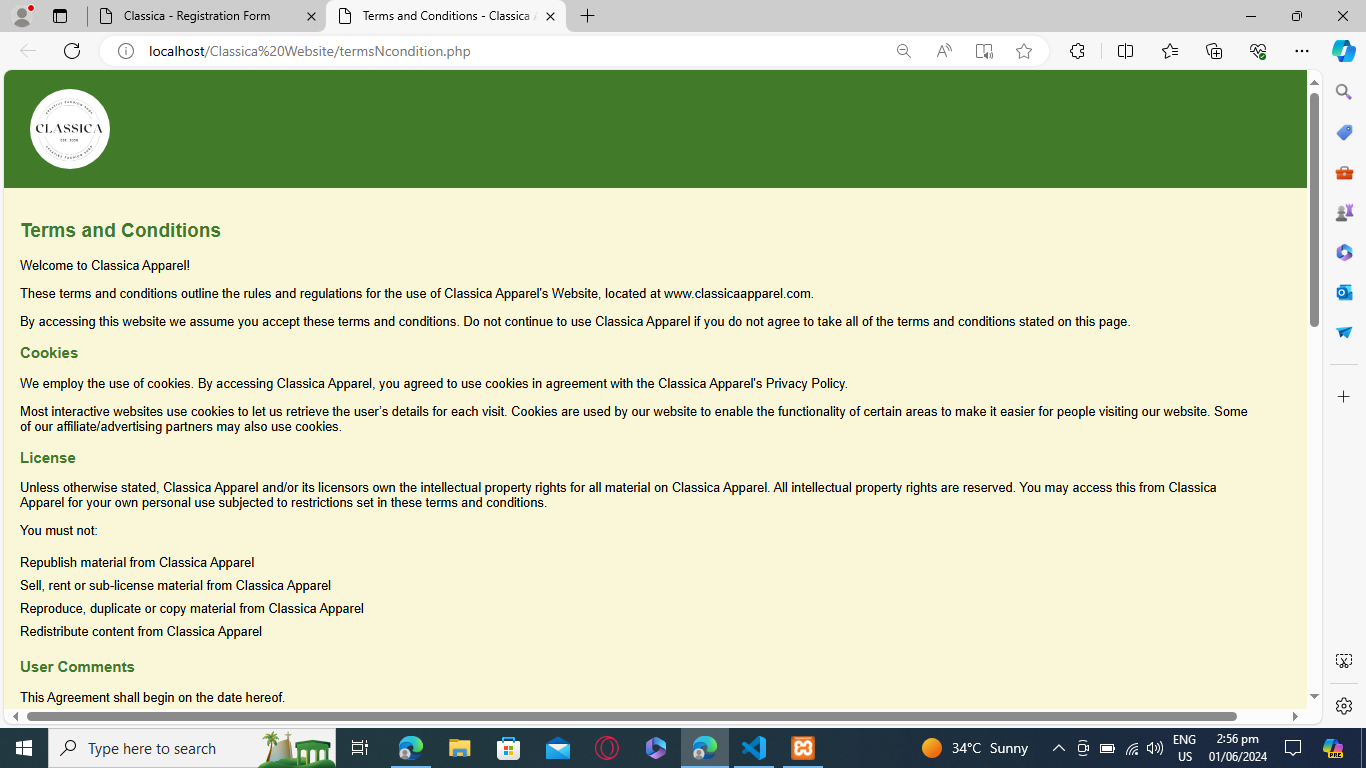 Classica - Registration Form
Terms and Conditions - Classica
localhost/Classica%20Website/termsNcondition.php
CLASSICA
Terms and Conditions
Welcome to Classica Apparel!
These terms and conditions outline the rules and regulations for the use of Classica Apparel's Website, located at www.classicaapparel.com.
By accessing this website we assume you accept these terms and conditions. Do not continue to use Classica Apparel if you do not agree to take all of the terms and conditions stated on this page.
Cookies
We employ the use of cookies. By accessing Classica Apparel, you agreed to use cookies in agreement with the Classica Apparel's Privacy Policy.
Most interactive websites use cookies to let us retrieve the user's details for each visit. Cookies are used by our website to enable the functionality of certain areas to make it easier for people visiting our website. Some
of our affiliate/advertising partners may also use cookies.
License
Unless otherwise stated, Classica Apparel and/or its licensors own the intellectual property rights for all material on Classica Apparel. All intellectual property rights are reserved. You may access this from Classica
Apparel for your own personal use subjected to restrictions set in these terms and conditions.
You must not:
Republish material from Classica Apparel
Sell, rent or sub-license material from Classica Apparel
Reproduce, duplicate or copy material from Classica Apparel
Redistribute content from Classica Apparel
User Comments
This Agreement shall begin on the date hereof.
Type here to search
34°C Sunny
ENG
US
2:56 pm
01/06/2024
PRE